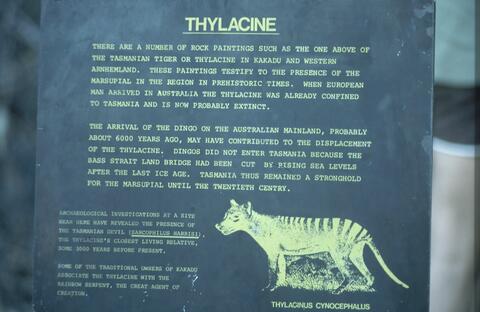 THYLACINE
THERE ARE A NUMBER OF ROCK PAINTINGS SUCH AS THE ONE ABOVE OF
THE TASMANIAN TIGER OR THYLACINE IN KAKADU AND WESTERN
ARNHEMLAND. THESE PAINTINGS TESTIFY TO THE PRESENCE OF THE
MARSUPIAL IN THE REGION IN PREHISTORIC TIMES. WHEN EUROPEAN
MAN ARRIVED IN AUSTRALIA THE THYLACINE WAS ALREADY CONFINED
TO TASMANIA AND IS NOW PROBABLY EXTINCT.
THE ARRIVAL OF THE DINGO ON THE AUSTRALIAN MAINLAND, PROBABLY
ABOUT 6000 YEARS AGO, MAY HAVE CONTRIBUTED TO THE DISPLACEMENT
OF THE THYLACINE. DINGOS DID NOT ENTER TASMANIA BECAUSE THE
BASS STRAIT LAND BRIDGE HAD BEEN CUT BY RISING SEA LEVELS
AFTER THE LAST ICE AGE. TASMANIA THUS REMAINED A STRONGHOLD
FOR THE MARSUPIAL UNTIL THE TWENTIETH CENTRY.
ARCHAEOLOGICAL INVESTIGATIONS AT A SITE
NEAR HERE HAVE REVEALED THE PRESENCE OF
THE TASMANIAN DEVIL (SARCOPHILUS HARRISI),
THE THYLACINE'S CLOSEST LIVING RELATIVE,
SOME 3000 YEARS BEFORE PRESENT.
SOME OF THE TRADITIONAL OWNERS OF KAKADU
ASSOCIATE THE THYLACINE WITH THE
RAINBOW SERPENT, THE GREAT AGENT OF
CREATION.
THYLACINUS CYNOCEPHALUS